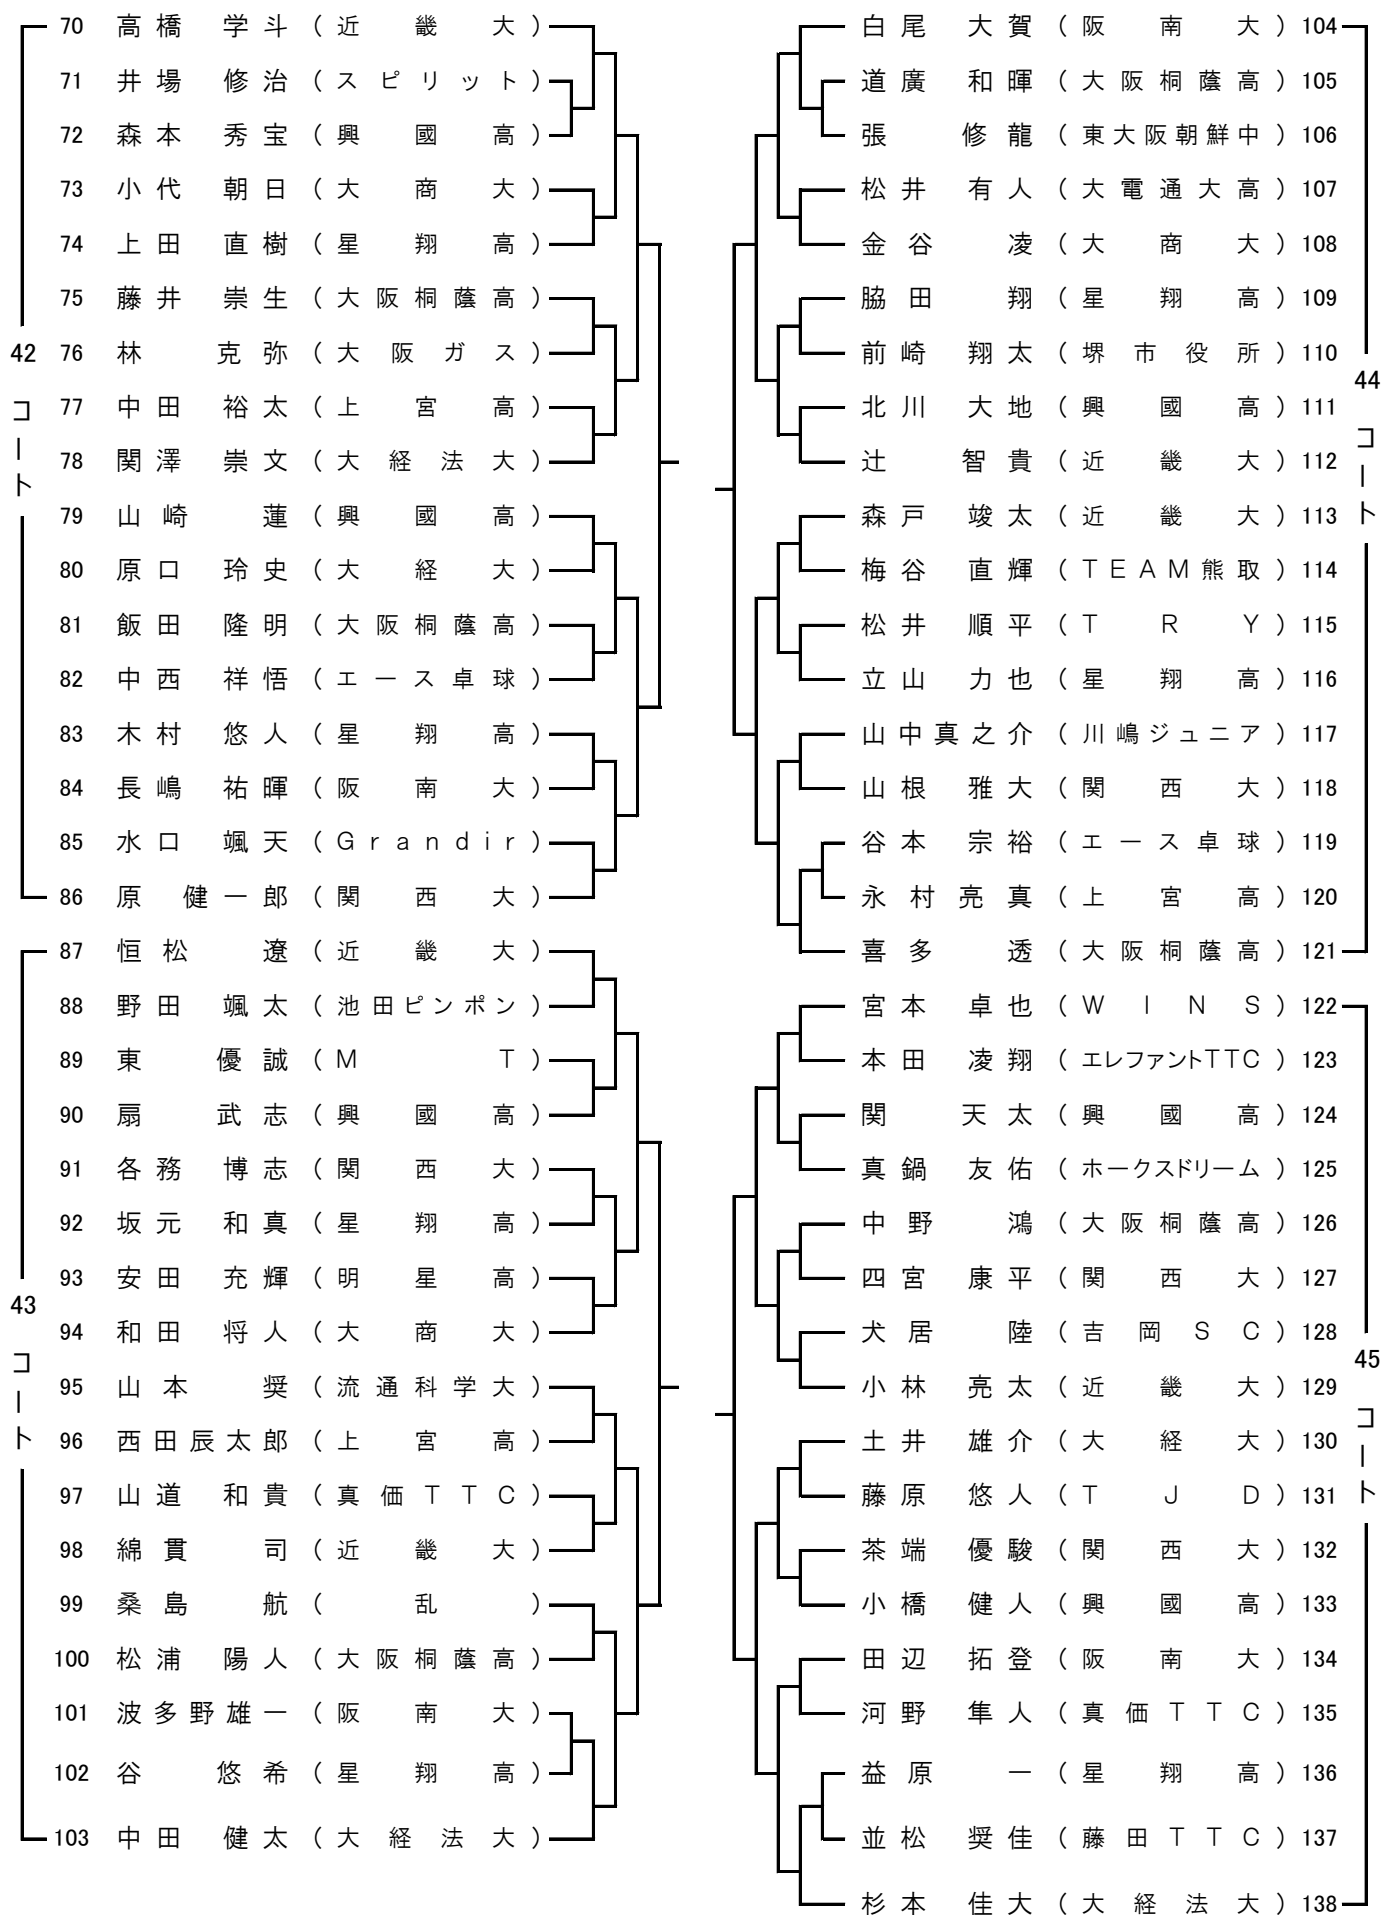 70 高橋 学斗 (近畿大)
71 井場 修治 (スピリット)
72 森本 秀宝 (興國高)
73 小代 朝日 (大商大)
74 上田 直樹 (星翔高)
75 藤井 崇生 (大阪桐蔭高)
76 林 克弥 (大阪ガス)
77 中田 裕太 (上宮高)
78 関澤 崇文 (大経法大)
79 山崎 蓮 (興國高)
80 原口 玲史 (大経大)
81 飯田 隆明 (大阪桐蔭高)
82 中西 祥悟 (エース卓球)
83 木村 悠人 (星翔高)
84 長嶋 祐暉 (阪南大)
85 水口 颯天 (Grandir)
86 原 健一郎 (関西大)
42コート
87 恒松 遼 (近畿大)
88 野田 颯太 (池田ピンポン)
89 東 優誠 (MT)
90 扇 武志 (興國高)
91 各務 博志 (関西大)
92 坂元 和真 (星翔高)
93 安田 充輝 (明星高)
94 和田 将人 (大商大)
95 山本 奨 (流通科学大)
96 西田辰太郎 (上宮高)
97 山道 和貴 (真価TTC)
98 綿貫 司 (近畿大)
99 桑島 航 (乱)
100 松浦 陽人 (大阪桐蔭高)
101 波多野雄一 (阪南大)
102 谷 悠希 (星翔高)
103 中田 健太 (大経法大)
43コート
白尾 大賀 (阪南大) 104
道廣 和暉 (大阪桐蔭高) 105
張 修龍 (東大阪朝鮮中) 106
松井 有人 (大電通大高) 107
金谷 凌 (大商大) 108
脇田 翔 (星翔高) 109
前崎 翔太 (堺市役所) 110
北川 大地 (興國高) 111
辻 智貴 (近畿大) 112
森戸 竣太 (近畿大) 113
梅谷 直輝 (TEAM熊取) 114
松井 順平 (TRY) 115
立山 力也 (星翔高) 116
山中真之介 (川嶋ジュニア) 117
山根 雅大 (関西大) 118
谷本 宗裕 (エース卓球) 119
永村亮真 (上宮高) 120
喜多 透 (大阪桐蔭高) 121
44コート
宮本 卓也 (WINS) 122
本田 凌翔 (エレファントTTC) 123
関 天太 (興國高) 124
真鍋 友佑 (ホークスドリーム) 125
中野 鴻 (大阪桐蔭高) 126
四宮 康平 (関西大) 127
犬居 陸 (吉岡SC) 128
小林 亮太 (近畿大) 129
土井 雄介 (大経大) 130
藤原 悠人 (TJD) 131
茶端 優駿 (関西大) 132
小橋 健人 (興國高) 133
田辺 拓登 (阪南大) 134
河野 隼人 (真価TTC) 135
益原 一 (星翔高) 136
並松 奨佳 (藤田TTC) 137
杉本 佳大 (大経法大) 138
45コート